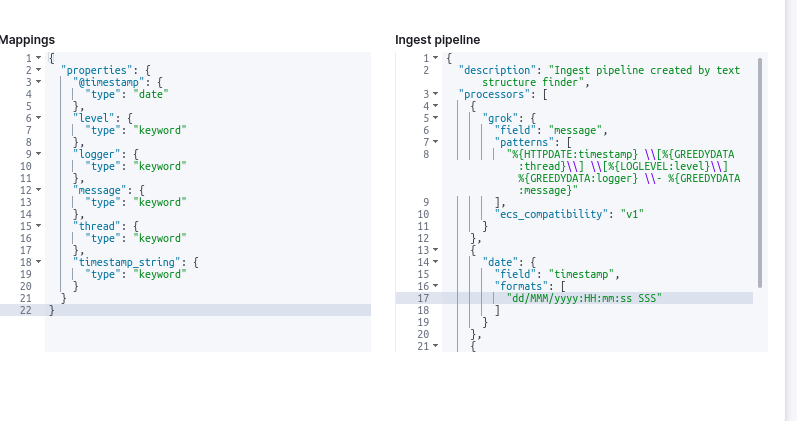 Mappings
1 {
2 "properties": {
3 "@timestamp": {
4 "type": "date"
5 },
6 "level": {
7 "type": "keyword"
8 },
9 "logger": {
10 "type": "keyword"
11 },
12 "message": {
13 "type": "keyword"
14 },
15 "thread": {
16 "type": "keyword"
17 },
18 "timestamp_string": {
19 "type": "keyword"
20 }
21 }
22 }
Ingest pipeline
1 {
2 "description": "Ingest pipeline created by text
structure finder",
3 "processors": [
4 {
5 "grok": {
6 "field": "message",
7 "patterns": [
8 "%{HTTPDATE:timestamp} \\[%{GREEDYDATA
:thread}\\] \\[%{LOGLEVEL:level}\\]
%{GREEDYDATA:logger} \\- %{GREEDYDATA
:message}"
9 ],
10 "ecs_compatibility": "v1"
11 }
12 },
13 {
14 "date": {
15 "field": "timestamp",
16 "formats": [
17 "dd/MMM/yyyy:HH:mm:ss SSS"
18 ]
19 }
20 },
21 {